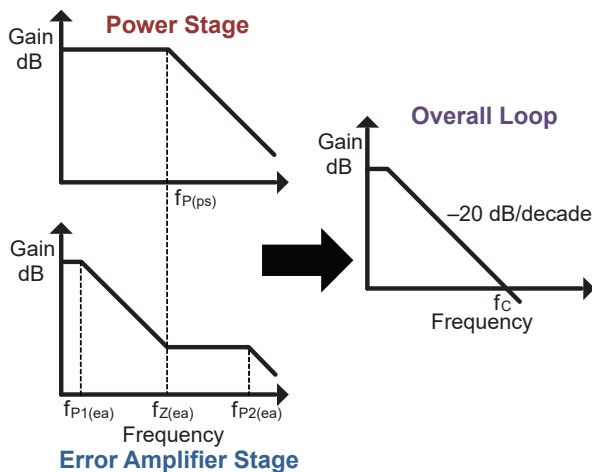 Power Stage
Gain
dB
fP(ps)
Gain
dB
fP1(ea)
fZ(ea)
fP2(ea)
Frequency
Error Amplifier Stage
Overall Loop
Gain
dB
–20 dB/decade
fC
Frequency